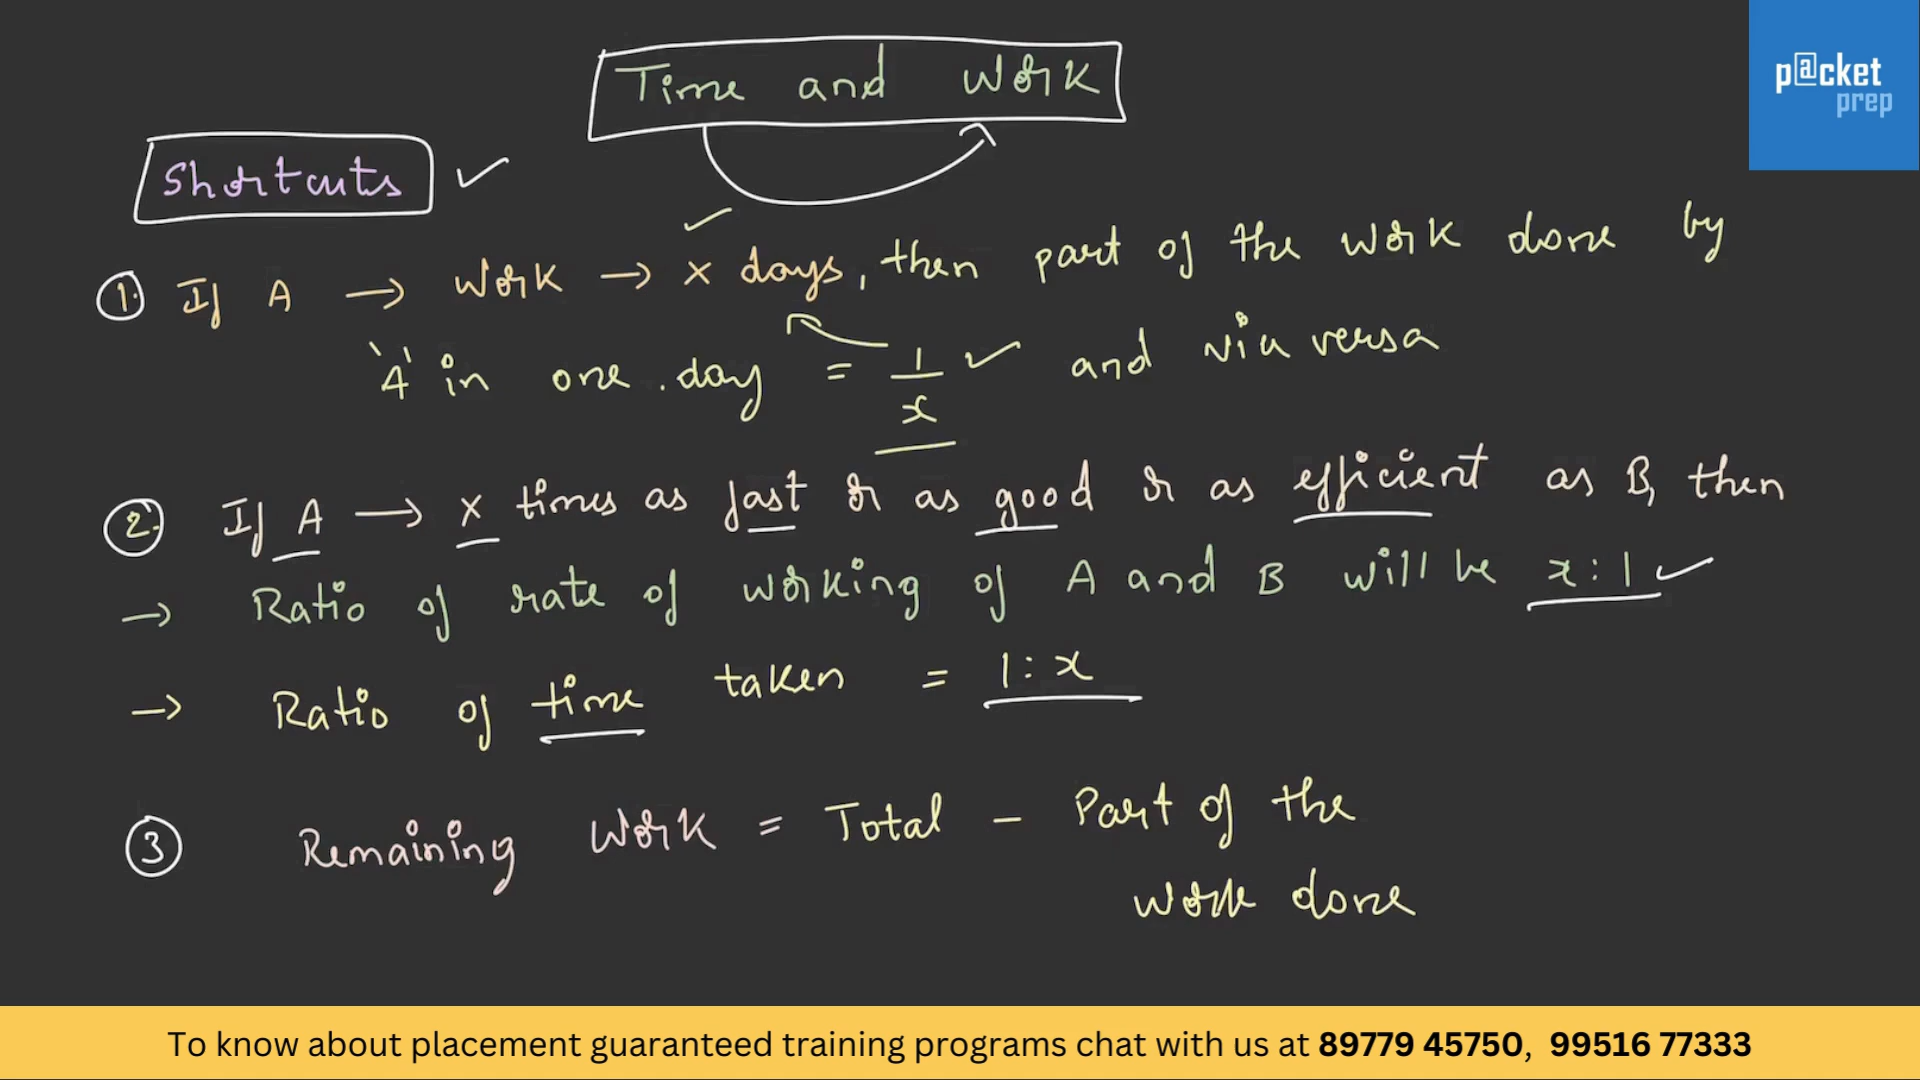 Time and Work
p@cket
prep
Shortcuts
1. If A → Work → x days, then part of the work done by
'A' in one day = 1/x and via versa
2. If A → x times as fast or as good or as efficient as B, then
→ Ratio of rate of working of A and B will be x:1
→ Ratio of time taken = 1:x
3 Remaining Work = Total - Part of the
work done
To know about placement guaranteed training programs chat with us at 89779 45750, 99516 77333